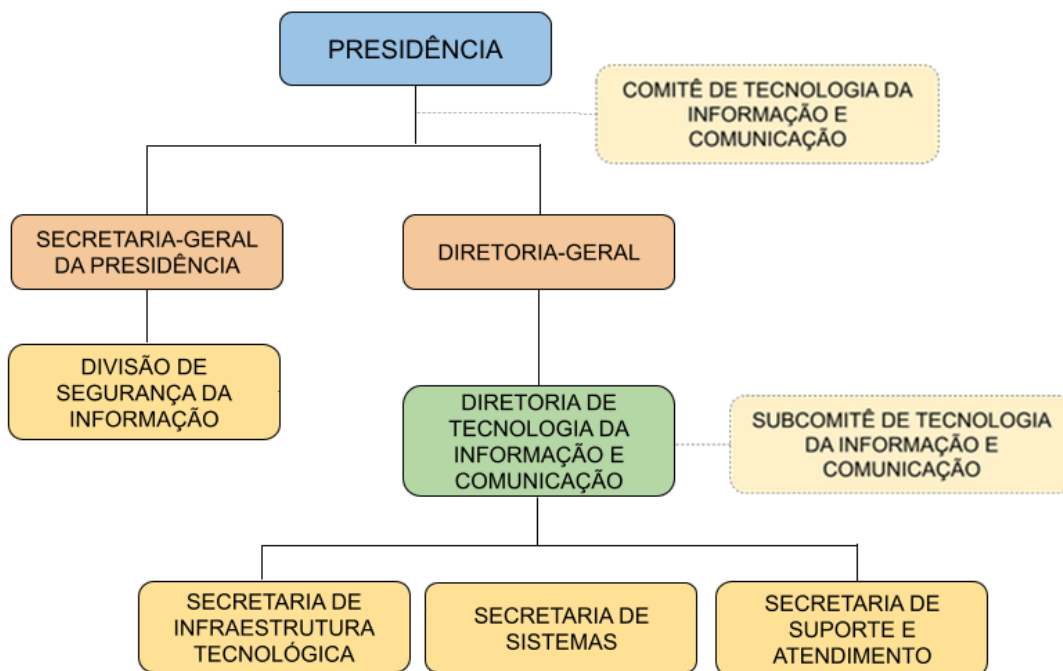 PRESIDÊNCIA
COMITÊ DE TECNOLOGIA DA
INFORMAÇÃO E
COMUNICAÇÃO
SECRETARIA-GERAL
DA PRESIDÊNCIA
DIRETORIA-GERAL
DIVISÃO DE
SEGURANÇA DA
INFORMAÇÃO
DIRETORIA DE
TECNOLOGIA DA
INFORMAÇÃO E
COMUNICAÇÃO
SUBCOMITÊ DE TECNOLOGIA
DA INFORMAÇÃO E
COMUNICAÇÃO
SECRETARIA DE
INFRAESTRUTURA
TECNOLÓGICA
SECRETARIA DE
SISTEMAS
SECRETARIA DE
SUPORTE E
ATENDIMENTO